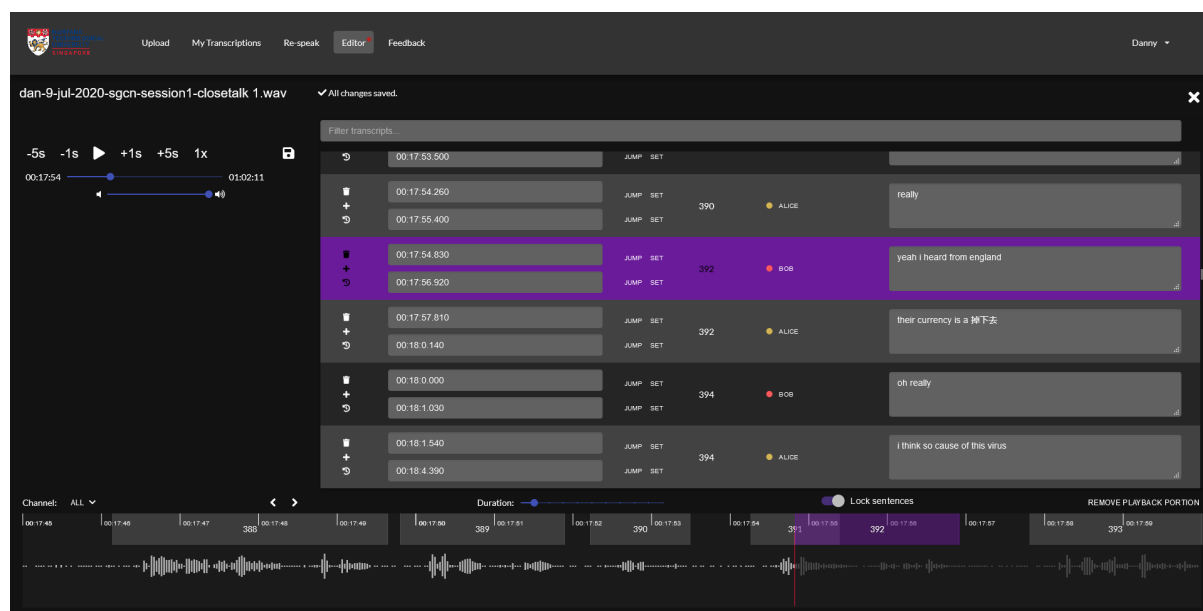 SINGAPORE
Upload My Transcriptions Re-speak Editor Feedback Danny
dan-9-jul-2020-sgcn-session1-closetalk 1.wav All changes saved.
Filter transcripts...
-5s -1s +1s +5s 1x
00:17:54 01:02:11
00:17:53.500 JUMP SET
00:17:54.260 JUMP SET
390 ALICE really
00:17:55.400 JUMP SET
00:17:54.830 JUMP SET
392 BOB yeah i heard from england
00:17:56.920 JUMP SET
00:17:57.810 JUMP SET
392 ALICE their currency is a 掉下去
00:18:0.140 JUMP SET
00:18:0.000 JUMP SET
394 BOB oh really
00:18:1.030 JUMP SET
00:18:1.540 JUMP SET
394 ALICE i think so cause of this virus
00:18:4.390 JUMP SET
Channel: ALL Duration: Lock sentences REMOVE PLAYBACK PORTION
00:17:45 00:17:46 00:17:47 00:17:48 00:17:49 00:17:50 00:17:51 00:17:52 00:17:53 00:17:54 00:17:55 00:17:56 00:17:57 00:17:58 00:17:59
388 389 390 391 392 393